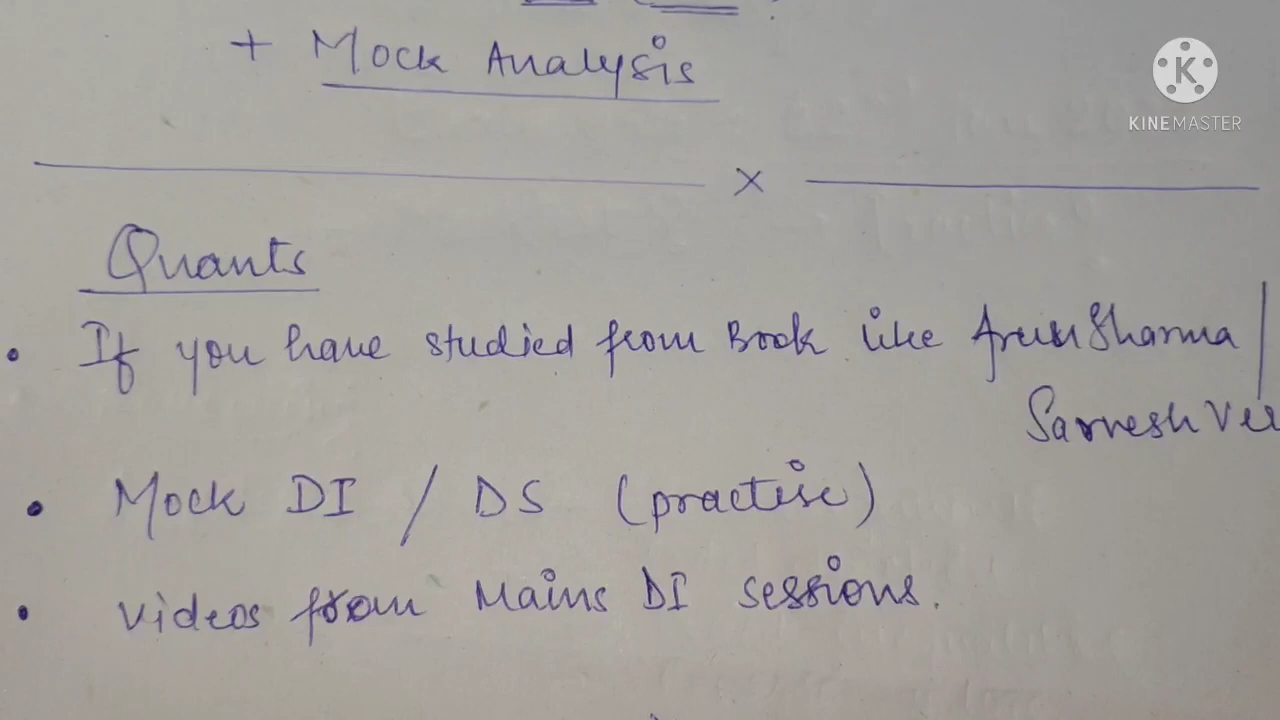 + Mock Analysis
K
KINEMASTER
x
Quants
• If you have studied from Book like Arun Sharma /
Sarvesh Ver
• Mock DI / DS (practise)
• videos from Mains DI sessions.